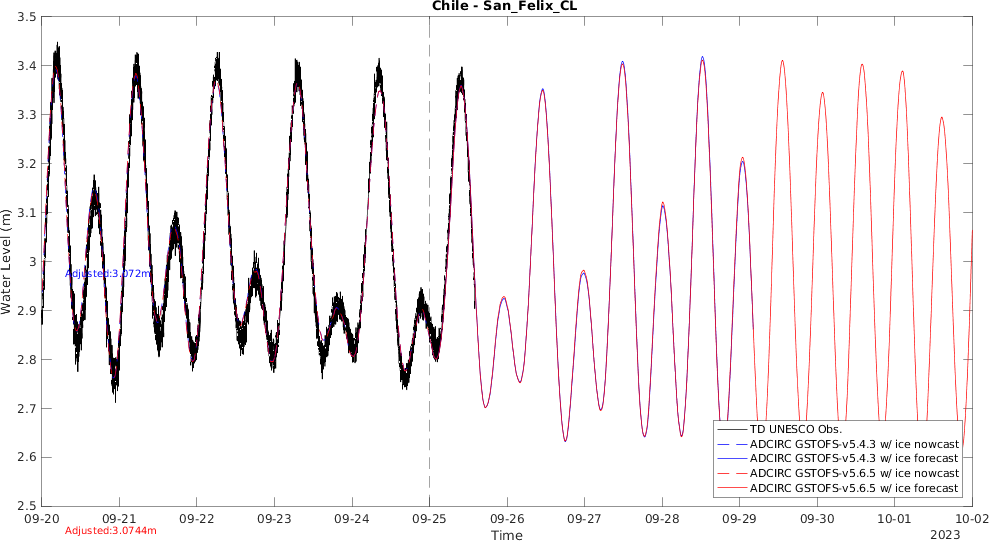 Chile - San_Felix_CL
3.5
3.4
3.3
3.2
3.1
3
2.9
2.8
2.7
2.6
2.5
Water Level (m)
Adjusted:3.072m
TD UNESCO Obs.
ADCIRC GSTOFS-v5.4.3 w/ ice nowcast
ADCIRC GSTOFS-v5.4.3 w/ ice forecast
ADCIRC GSTOFS-v5.6.5 w/ ice nowcast
ADCIRC GSTOFS-v5.6.5 w/ ice forecast
09-20 09-21 09-22 09-23 09-24 09-25 09-26 09-27 09-28 09-29 09-30 10-01 10-02
Adjusted:3.0744m
Time
2023